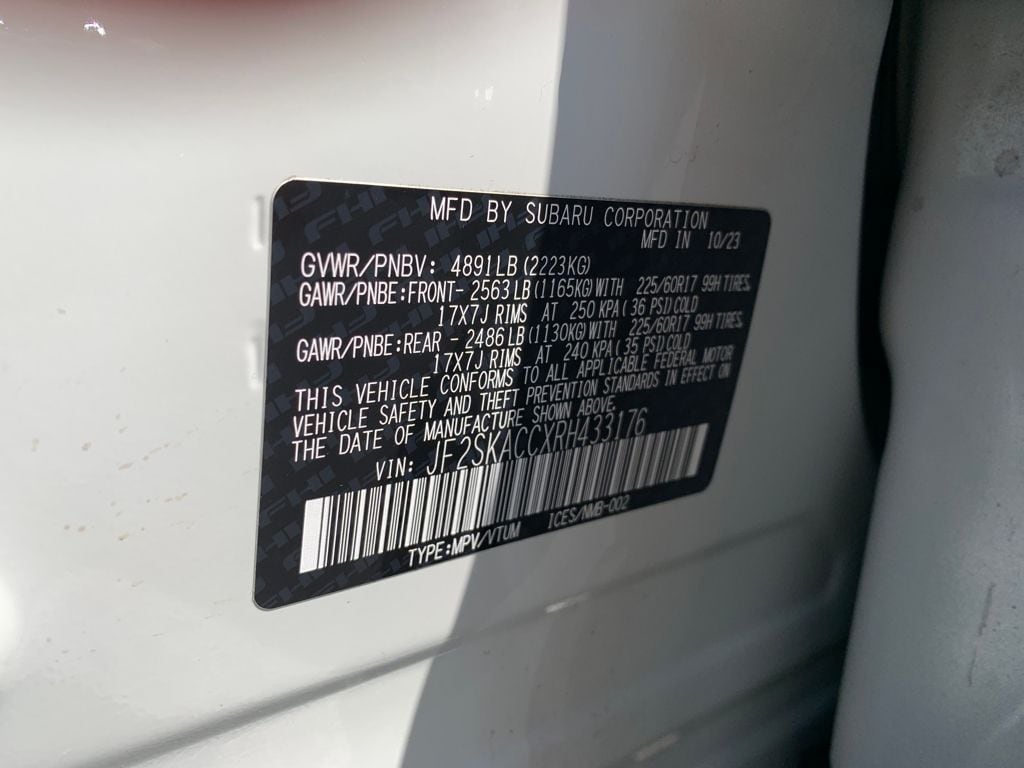 MFD BY SUBARU CORPORATION
MFD IN 10/23
GVWR/PNBV: 4891LB(2223KG)
GAWR/PNBE:FRONT- 2563LB(1165KG)WITH 225/60R17 99H TIRES,
17X7J RIMS AT 250 KPA(36 PSI)COLD
GAWR/PNBE:REAR - 2486LB(1130KG)WITH 225/60R17 99H TIRES,
17X7J RIMS AT 240 KPA(35 PSI)COLD
THIS VEHICLE CONFORMS TO ALL APPLICABLE FEDERAL MOTOR
VEHICLE SAFETY AND THEFT PREVENTION STANDARDS IN EFFECT ON
THE DATE OF MANUFACTURE SHOWN ABOVE.
VIN: JF2SKACCXRH433176
TYPE:MPV/VTUM ICES/NMB-002